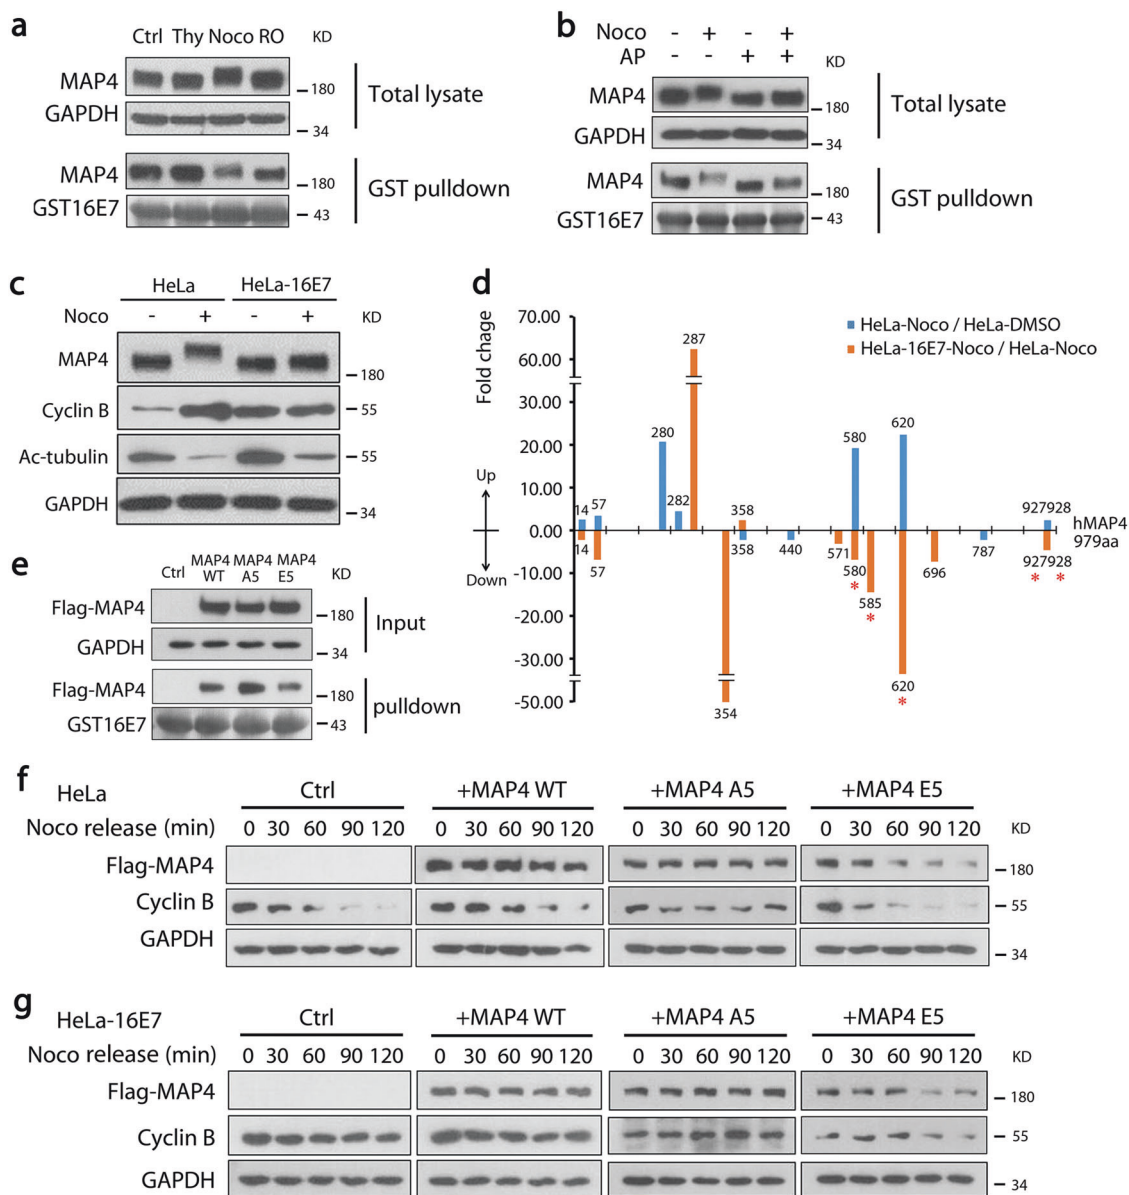 a
Ctrl Thy Noco RO KD
MAP4
180
GAPDH
34
Total lysate
MAP4
180
GST16E7
43
GST pulldown
b
Noco - + - +
AP - - + + KD
MAP4
180
GAPDH
34
Total lysate
MAP4
180
GST16E7
43
GST pulldown
c
HeLa HeLa-16E7
Noco - + - + KD
MAP4
180
Cyclin B
55
Ac-tubulin
55
GAPDH
34
d
Fold chage
70.00
60.00
30.00
20.00
10.00
0.00
-10.00
-20.00
-30.00
-50.00
Up
Down
HeLa-Noco / HeLa-DMSO
HeLa-16E7-Noco / HeLa-Noco
287
280
282
14 57
14
57
354
358
358
440
571
580
580
*
585
*
620
620
*
696
787
927928
927928
* *
hMAP4
979aa
e
Ctrl MAP4 WT MAP4 A5 MAP4 E5 KD
Flag-MAP4
180
GAPDH
34
Input
Flag-MAP4
180
GST16E7
43
pulldown
f
HeLa Ctrl +MAP4 WT +MAP4 A5 +MAP4 E5
Noco release (min) 0 30 60 90 120 0 30 60 90 120 0 30 60 90 120 0 30 60 90 120 KD
Flag-MAP4 180
Cyclin B 55
GAPDH 34
g
HeLa-16E7 Ctrl +MAP4 WT +MAP4 A5 +MAP4 E5
Noco release (min) 0 30 60 90 120 0 30 60 90 120 0 30 60 90 120 0 30 60 90 120 KD
Flag-MAP4 180
Cyclin B 55
GAPDH 34